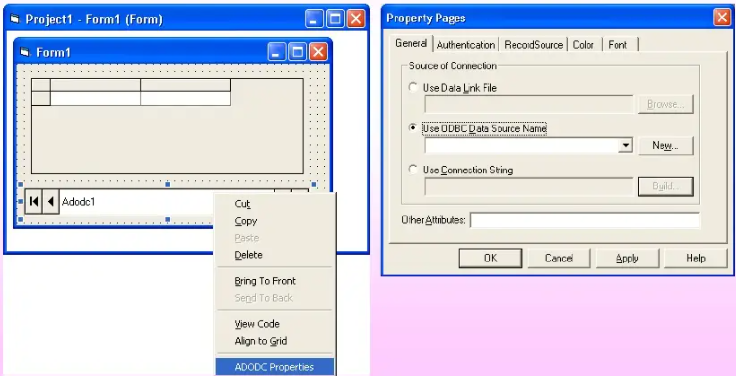 Project1 - Form1 (Form)
Form1
Adodc1
Cut
Copy
Paste
Delete
Bring To Front
Send To Back
View Code
Align to Grid
ADODC Properties
Property Pages
General
Authentication
RecordSource
Color
Font
Source of Connection
Use Data Link File
Browse...
Use ODBC Data Source Name
New...
Use Connection String
Build...
Other Attributes:
OK
Cancel
Apply
Help